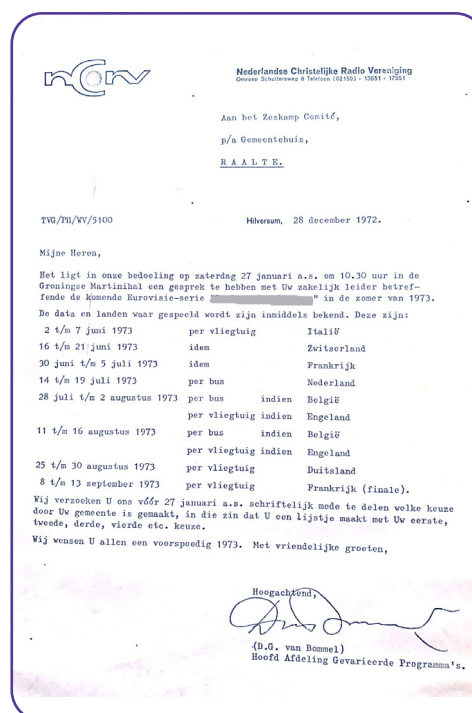 ncrv
Nederlandse Christelijke Radio Vereniging
Omroep Schuttersweg 8 Telefoon (02150) - 13051 - 17951
Aan het Zeskamp Comité,
p/a Gemeentehuis,
RAALTE.
TVG/PH/WV/5100 Hilversum, 28 december 1972.
Mijne Heren,
Het ligt in onze bedoeling op zaterdag 27 januari a.s. om 10.30 uur in de
Groningse Martinihal een gesprek te hebben met Uw zakelijk leider betref-
fende de komende Eurovisie-serie " " in de zomer van 1973.
De data en landen waar gespeeld wordt zijn inmiddels bekend. Deze zijn:
2 t/m 7 juni 1973 per vliegtuig Italië
16 t/m 21 juni 1973 idem Zwitserland
30 juni t/m 5 juli 1973 idem Frankrijk
14 t/m 19 juli 1973 per bus Nederland
28 juli t/m 2 augustus 1973 per bus indien België
per vliegtuig indien Engeland
11 t/m 16 augustus 1973 per bus indien België
per vliegtuig indien Engeland
25 t/m 30 augustus 1973 per vliegtuig Duitsland
8 t/m 13 september 1973 per vliegtuig Frankrijk (finale).
Wij verzoeken U ons vóór 27 januari a.s. schriftelijk mede te delen welke keuze
door Uw gemeente is gemaakt, in die zin dat U een lijstje maakt met Uw eerste,
tweede, derde, vierde etc. keuze.
Wij wensen U allen een voorspoedig 1973. Met vriendelijke groeten,
Hoogachtend,
(D.G. van Bommel)
Hoofd Afdeling Gevarieerde Programma's.